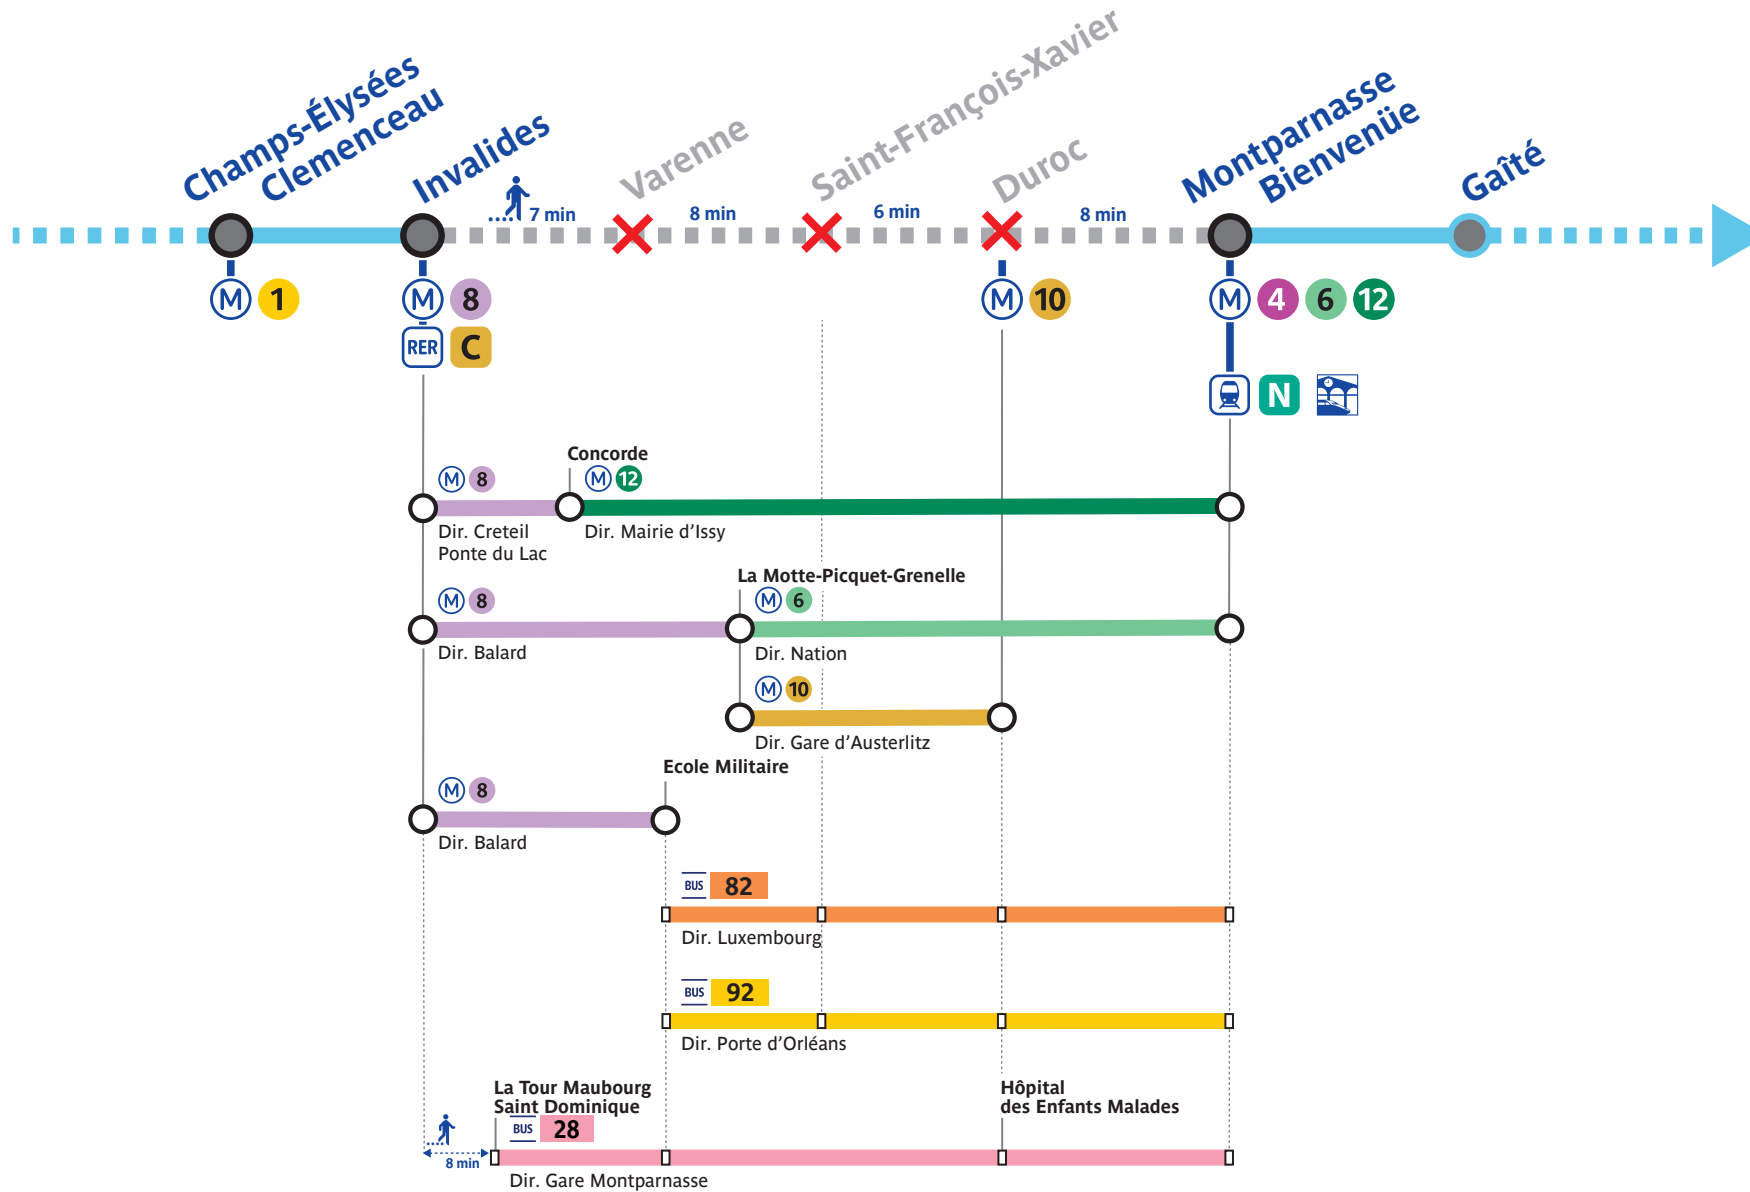 Champs-Élysées
Clemenceau
Invalides
Varenne
Saint-François-Xavier
Duroc
Montparnasse
Bienvenüe
Gaîté
7 min
8 min
6 min
8 min
M 1
M 8
RER C
M 10
M 4 6 12
N
Concorde
M 8
M 12
Dir. Creteil
Ponte du Lac
Dir. Mairie d'Issy
La Motte-Picquet-Grenelle
M 8
M 6
Dir. Balard
Dir. Nation
M 10
Dir. Gare d'Austerlitz
Ecole Militaire
M 8
Dir. Balard
BUS 82
Dir. Luxembourg
BUS 92
Dir. Porte d'Orléans
La Tour Maubourg
Saint Dominique
Hôpital
des Enfants Malades
BUS 28
8 min
Dir. Gare Montparnasse